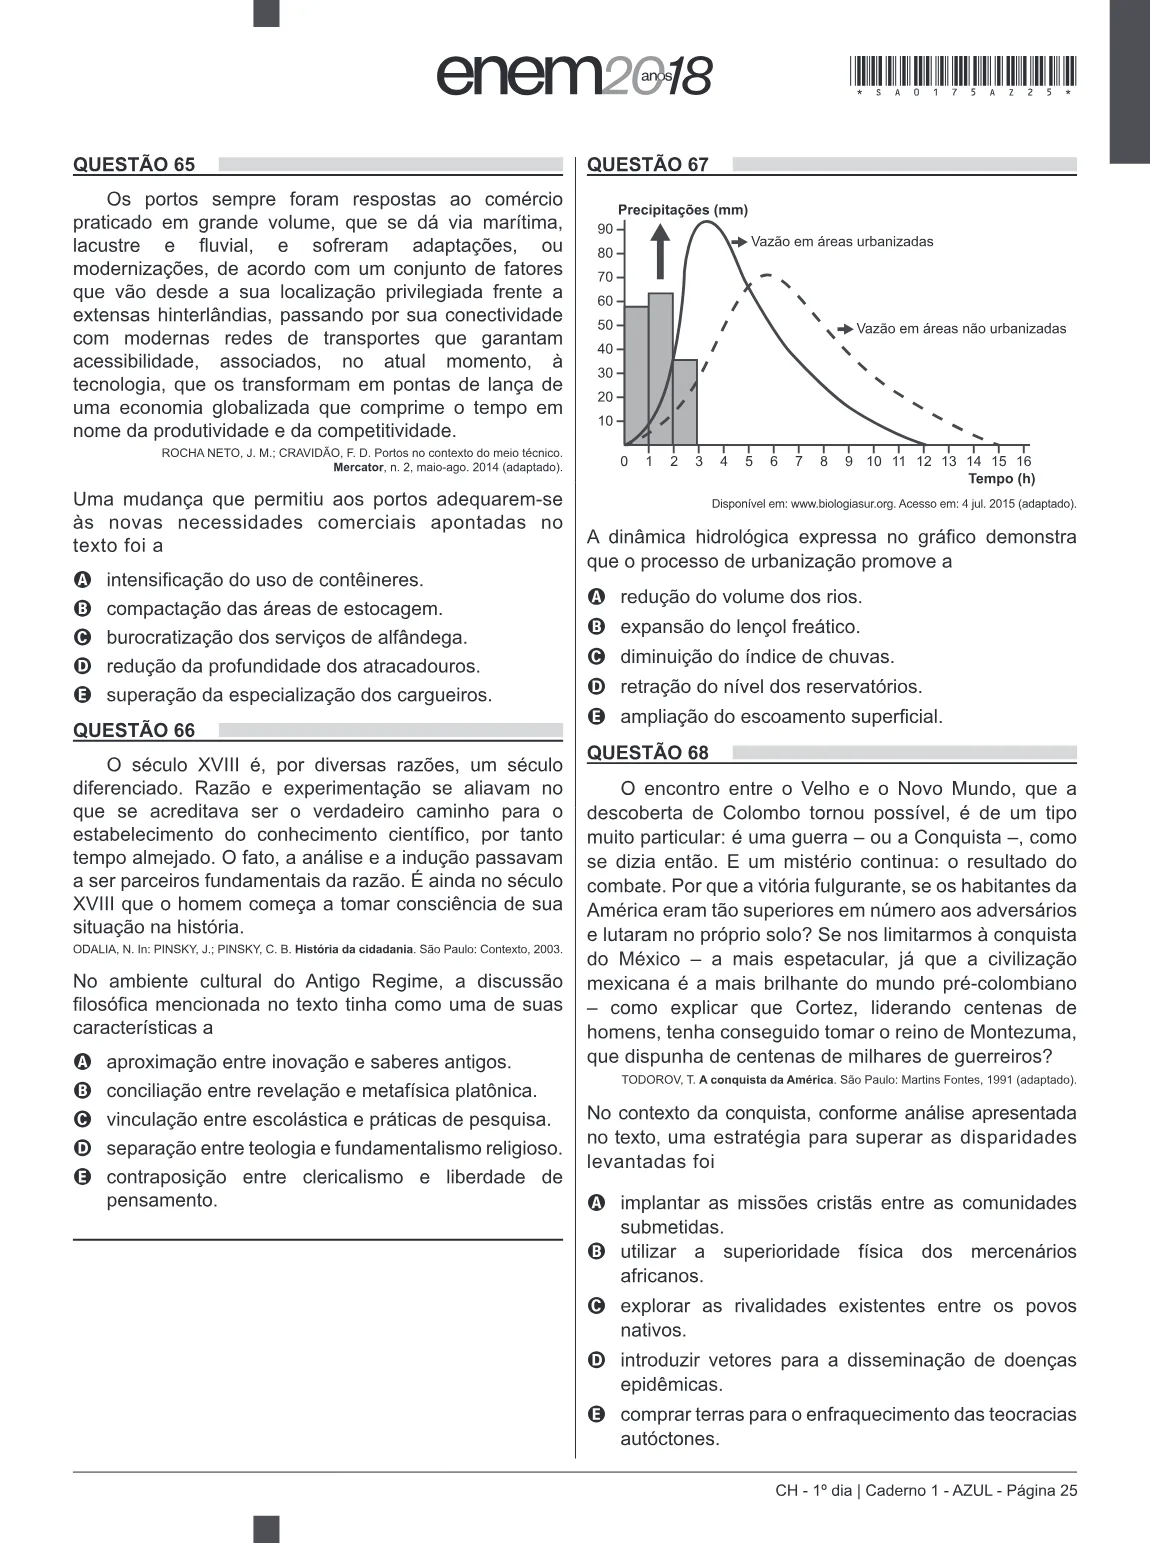 enem20anos18
*SA0175AZ25*
QUESTÃO 65
Os portos sempre foram respostas ao comércio
praticado em grande volume, que se dá via marítima,
lacustre e fluvial, e sofreram adaptações, ou
modernizações, de acordo com um conjunto de fatores
que vão desde a sua localização privilegiada frente a
extensas hinterlândias, passando por sua conectividade
com modernas redes de transportes que garantam
acessibilidade, associados, no atual momento, à
tecnologia, que os transformam em pontas de lança de
uma economia globalizada que comprime o tempo em
nome da produtividade e da competitividade.
ROCHA NETO, J. M.; CRAVIDÃO, F. D. Portos no contexto do meio técnico.
Mercator, n. 2, maio-ago. 2014 (adaptado).
Uma mudança que permitiu aos portos adequarem-se
às novas necessidades comerciais apontadas no
texto foi a
A intensificação do uso de contêineres.
B compactação das áreas de estocagem.
C burocratização dos serviços de alfândega.
D redução da profundidade dos atracadouros.
E superação da especialização dos cargueiros.
QUESTÃO 66
O século XVIII é, por diversas razões, um século
diferenciado. Razão e experimentação se aliavam no
que se acreditava ser o verdadeiro caminho para o
estabelecimento do conhecimento científico, por tanto
tempo almejado. O fato, a análise e a indução passavam
a ser parceiros fundamentais da razão. É ainda no século
XVIII que o homem começa a tomar consciência de sua
situação na história.
ODALIA, N. In: PINSKY, J.; PINSKY, C. B. História da cidadania. São Paulo: Contexto, 2003.
No ambiente cultural do Antigo Regime, a discussão
filosófica mencionada no texto tinha como uma de suas
características a
A aproximação entre inovação e saberes antigos.
B conciliação entre revelação e metafísica platônica.
C vinculação entre escolástica e práticas de pesquisa.
D separação entre teologia e fundamentalismo religioso.
E contraposição entre clericalismo e liberdade de
pensamento.
QUESTÃO 67
Precipitações (mm)
90
80
70
60
50
40
30
20
10
Vazão em áreas urbanizadas
Vazão em áreas não urbanizadas
0 1 2 3 4 5 6 7 8 9 10 11 12 13 14 15 16
Tempo (h)
Disponível em: www.biologiasur.org. Acesso em: 4 jul. 2015 (adaptado).
A dinâmica hidrológica expressa no gráfico demonstra
que o processo de urbanização promove a
A redução do volume dos rios.
B expansão do lençol freático.
C diminuição do índice de chuvas.
D retração do nível dos reservatórios.
E ampliação do escoamento superficial.
QUESTÃO 68
O encontro entre o Velho e o Novo Mundo, que a
descoberta de Colombo tornou possível, é de um tipo
muito particular: é uma guerra – ou a Conquista –, como
se dizia então. E um mistério continua: o resultado do
combate. Por que a vitória fulgurante, se os habitantes da
América eram tão superiores em número aos adversários
e lutaram no próprio solo? Se nos limitarmos à conquista
do México – a mais espetacular, já que a civilização
mexicana é a mais brilhante do mundo pré-colombiano
– como explicar que Cortez, liderando centenas de
homens, tenha conseguido tomar o reino de Montezuma,
que dispunha de centenas de milhares de guerreiros?
TODOROV, T. A conquista da América. São Paulo: Martins Fontes, 1991 (adaptado).
No contexto da conquista, conforme análise apresentada
no texto, uma estratégia para superar as disparidades
levantadas foi
A implantar as missões cristãs entre as comunidades
submetidas.
B utilizar a superioridade física dos mercenários
africanos.
C explorar as rivalidades existentes entre os povos
nativos.
D introduzir vetores para a disseminação de doenças
epidêmicas.
E comprar terras para o enfraquecimento das teocracias
autóctones.
CH - 1º dia | Caderno 1 - AZUL - Página 25